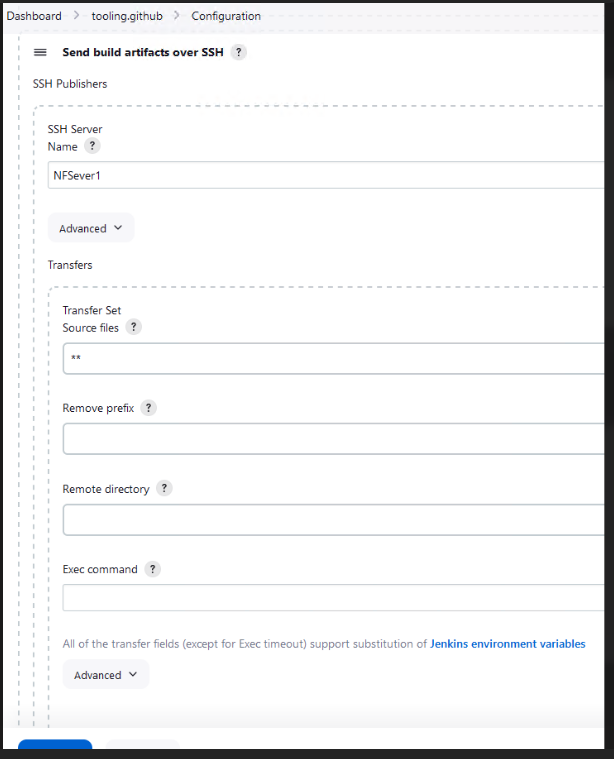 Dashboard > tooling.github > Configuration
Send build artifacts over SSH ?
SSH Publishers
SSH Server
Name ?
NFSever1
Advanced
Transfers
Transfer Set
Source files ?
**
Remove prefix ?
Remote directory ?
Exec command ?
All of the transfer fields (except for Exec timeout) support substitution of Jenkins environment variables
Advanced